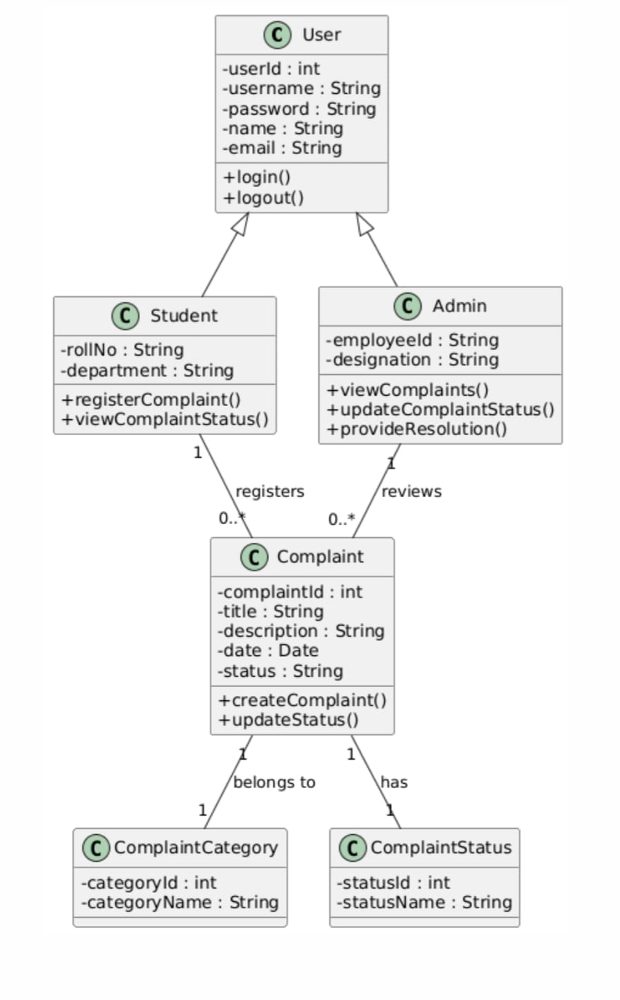 C User
-userId : int
-username : String
-password : String
-name : String
-email : String
+login()
+logout()
C Student
-rollNo : String
-department : String
+registerComplaint()
+viewComplaintStatus()
C Admin
-employeeId : String
-designation : String
+viewComplaints()
+updateComplaintStatus()
+provideResolution()
1
registers
0..*
1
reviews
0..*
C Complaint
-complaintId : int
-title : String
-description : String
-date : Date
-status : String
+createComplaint()
+updateStatus()
1
belongs to
1
1
has
1
C ComplaintCategory
-categoryId : int
-categoryName : String
C ComplaintStatus
-statusId : int
-statusName : String